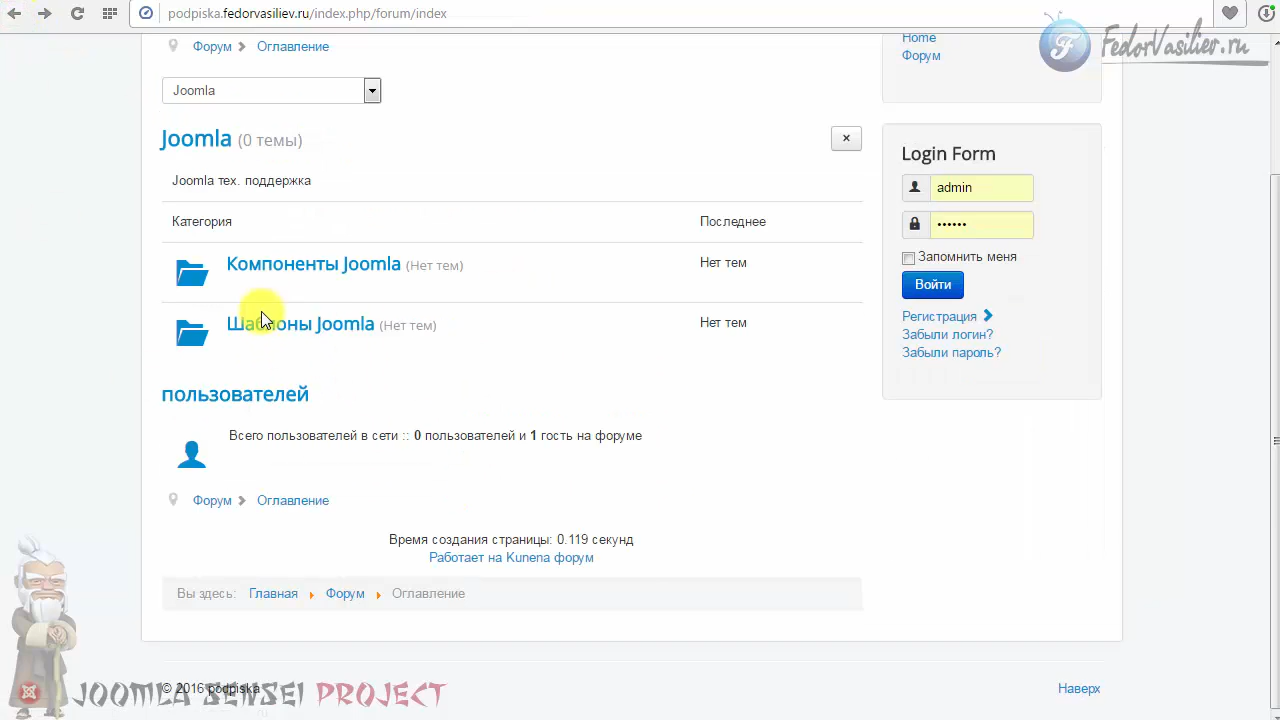 podpiska.fedorvasiliev.ru/index.php/forum/index
FedorVasiliev.ru
Форум Оглавление
Home
Форум
Joomla
Joomla (0 темы)
×
Joomla тех. поддержка
Категория Последнее
Компоненты Joomla (Нет тем) Нет тем
Шаблоны Joomla (Нет тем) Нет тем
Login Form
admin
••••••
Запомнить меня
Войти
Регистрация
Забыли логин?
Забыли пароль?
пользователей
Всего пользователей в сети :: 0 пользователей и 1 гость на форуме
Форум Оглавление
Время создания страницы: 0.119 секунд
Работает на Kunena форум
Вы здесь: Главная Форум Оглавление
© 2016 podpiska
Наверх
JOOMLA SENSEI PROJECT